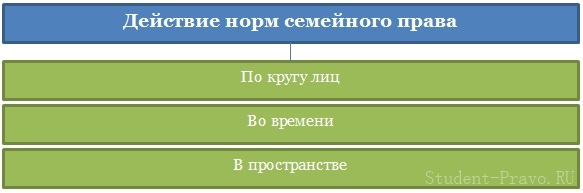 Действие норм семейного права
По кругу лиц
Во времени
В пространстве
Student-Pravo.RU